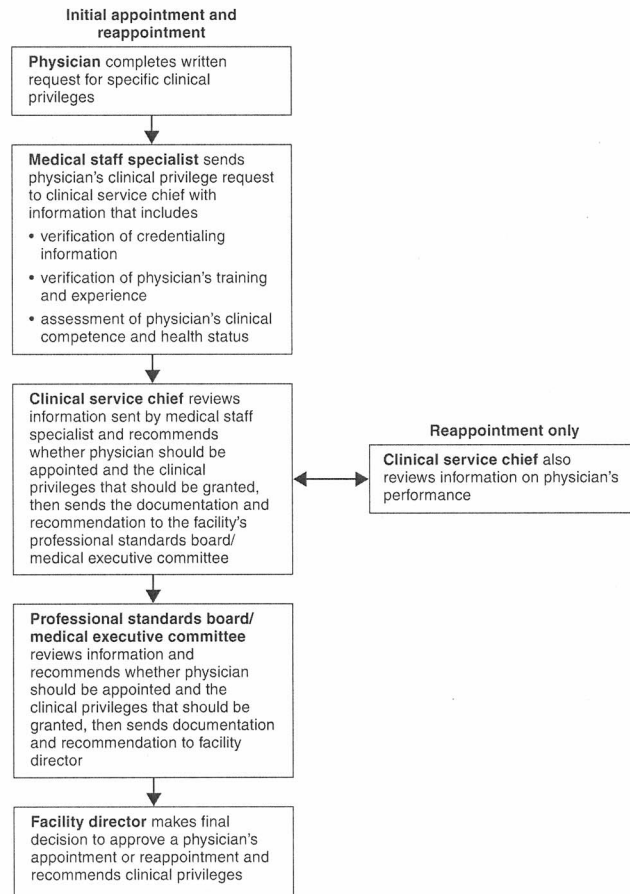 Initial appointment and
reappointment
Physician completes written
request for specific clinical
privileges
Medical staff specialist sends
physician's clinical privilege request
to clinical service chief with
information that includes
• verification of credentialing
information
• verification of physician's training
and experience
• assessment of physician's clinical
competence and health status
Clinical service chief reviews
information sent by medical staff
specialist and recommends
whether physician should be
appointed and the clinical
privileges that should be granted,
then sends the documentation and
recommendation to the facility's
professional standards board/
medical executive committee
Reappointment only
Clinical service chief also
reviews information on physician's
performance
Professional standards board/
medical executive committee
reviews information and
recommends whether physician
should be appointed and the
clinical privileges that should be
granted, then sends documentation
and recommendation to facility
director
Facility director makes final
decision to approve a physician's
appointment or reappointment and
recommends clinical privileges